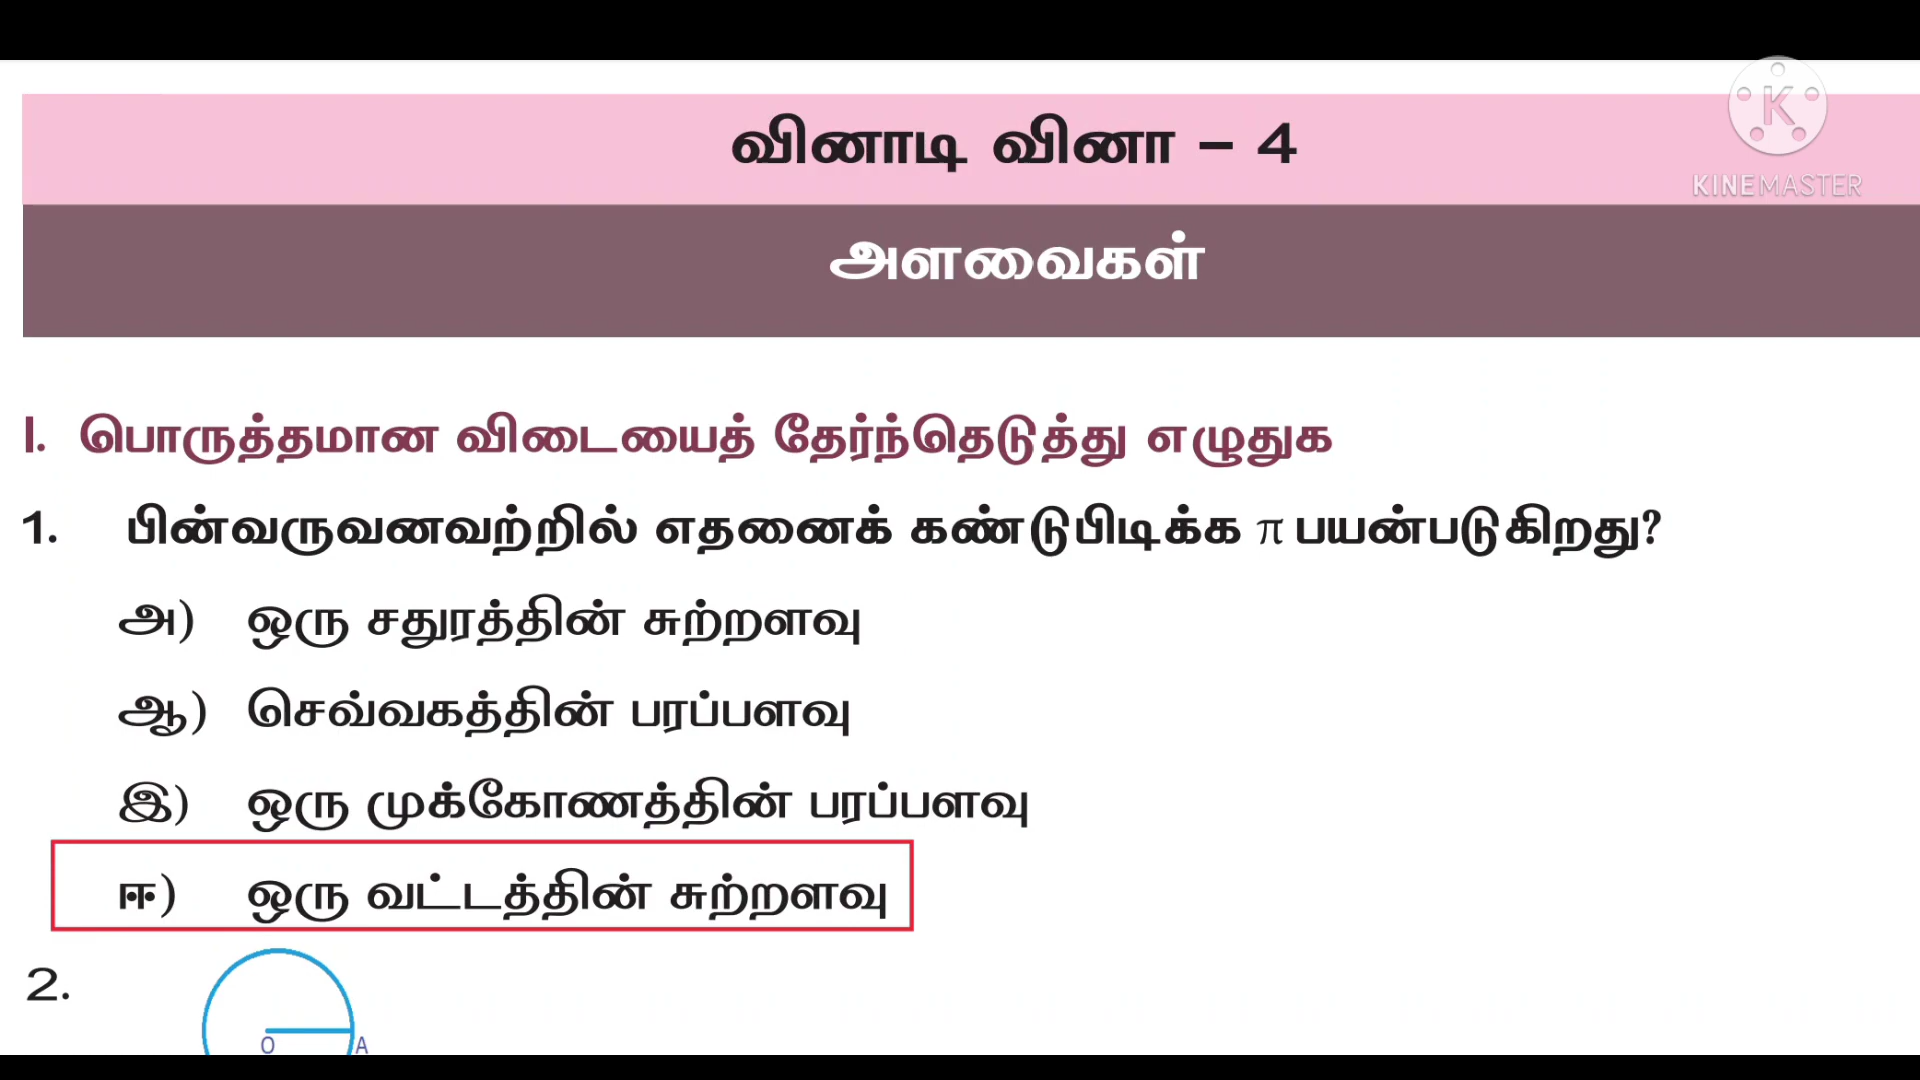 வினாடி வினா – 4
KINEMASTER
அளவைகள்
I. பொருத்தமான விடையைத் தேர்ந்தெடுத்து எழுதுக
1. பின்வருவனவற்றில் எதனைக் கண்டுபிடிக்க π பயன்படுகிறது?
அ) ஒரு சதுரத்தின் சுற்றளவு
ஆ) செவ்வகத்தின் பரப்பளவு
இ) ஒரு முக்கோணத்தின் பரப்பளவு
ஈ) ஒரு வட்டத்தின் சுற்றளவு
2.
O A